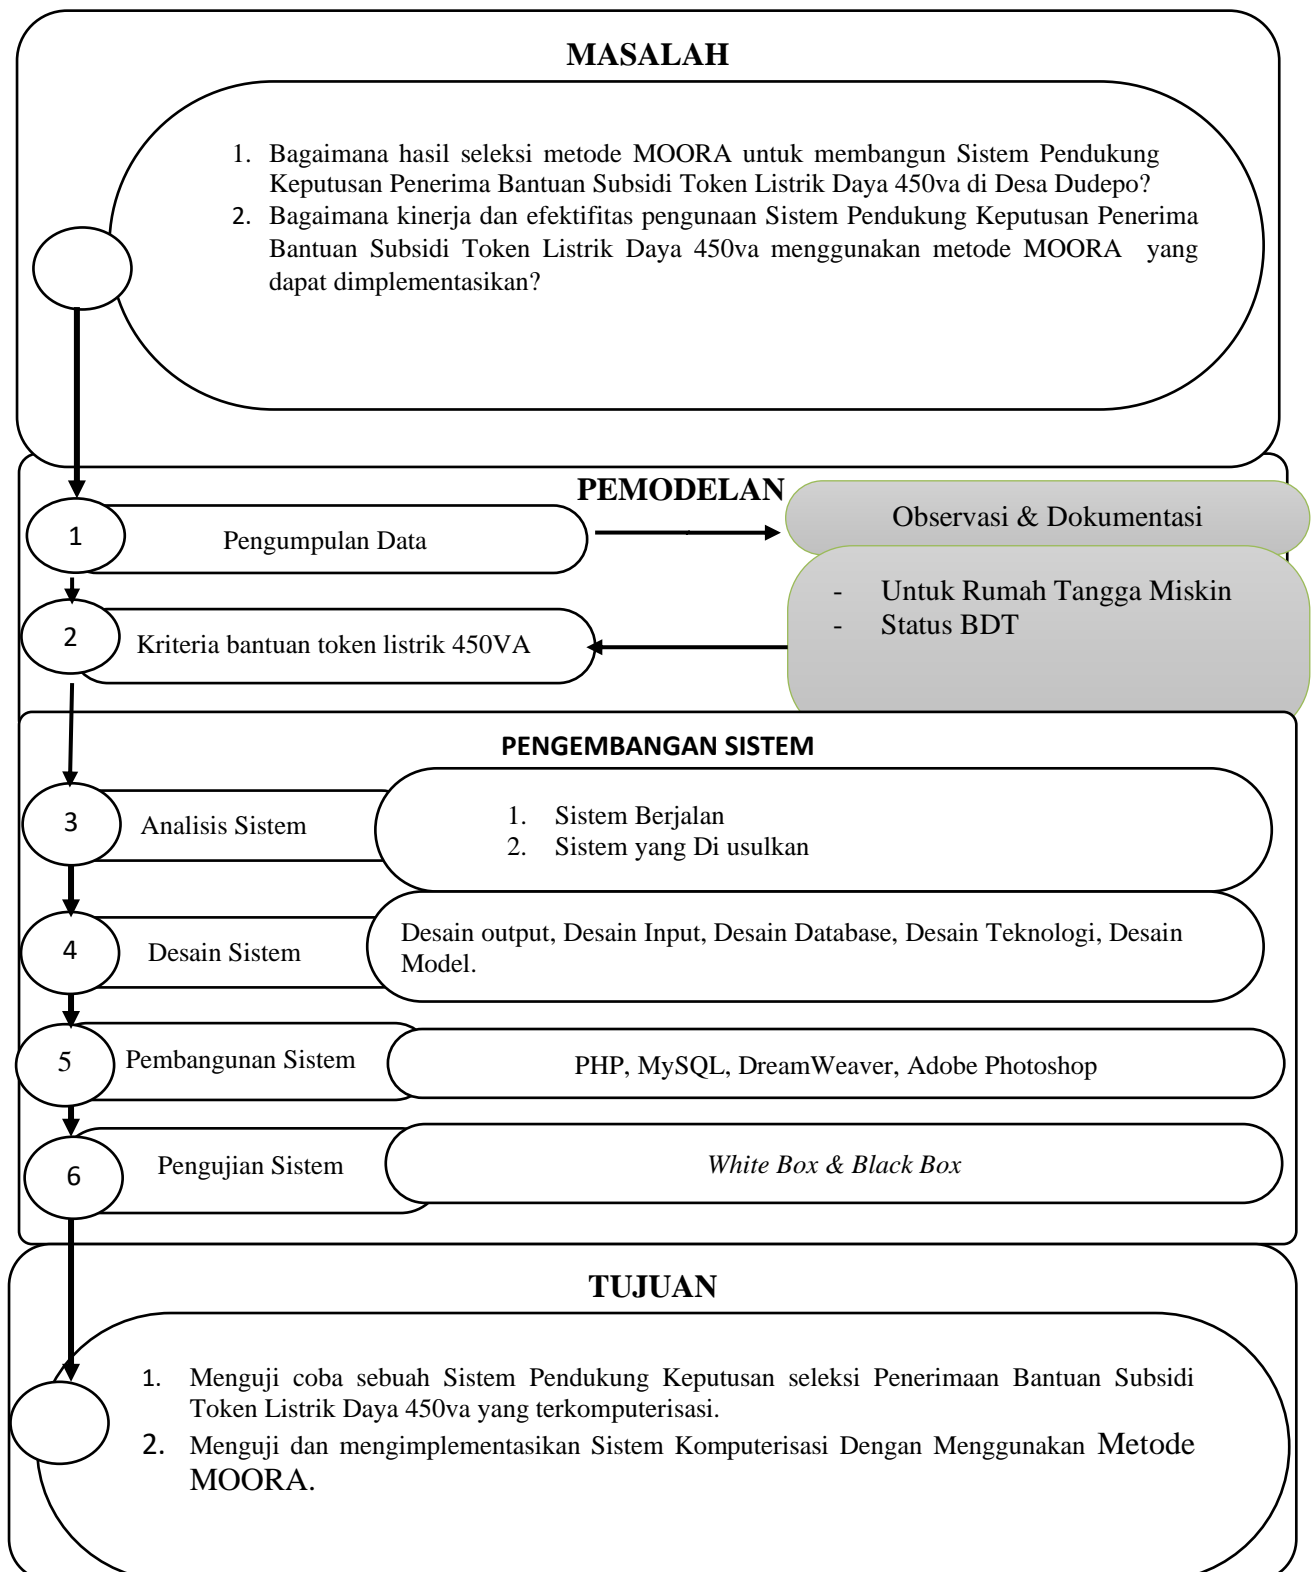 MASALAH
1. Bagaimana hasil seleksi metode MOORA untuk membangun Sistem Pendukung
Keputusan Penerima Bantuan Subsidi Token Listrik Daya 450va di Desa Dudepo?
2. Bagaimana kinerja dan efektifitas pengunaan Sistem Pendukung Keputusan Penerima
Bantuan Subsidi Token Listrik Daya 450va menggunakan metode MOORA yang
dapat dimplementasikan?
PEMODELAN
1
Pengumpulan Data
Observasi & Dokumentasi
- Untuk Rumah Tangga Miskin
- Status BDT
2
Kriteria bantuan token listrik 450VA
PENGEMBANGAN SISTEM
3
Analisis Sistem
1. Sistem Berjalan
2. Sistem yang Di usulkan
4
Desain Sistem
Desain output, Desain Input, Desain Database, Desain Teknologi, Desain
Model.
5
Pembangunan Sistem
PHP, MySQL, DreamWeaver, Adobe Photoshop
6
Pengujian Sistem
White Box & Black Box
TUJUAN
1. Menguji coba sebuah Sistem Pendukung Keputusan seleksi Penerimaan Bantuan Subsidi
Token Listrik Daya 450va yang terkomputerisasi.
2. Menguji dan mengimplementasikan Sistem Komputerisasi Dengan Menggunakan Metode
MOORA.